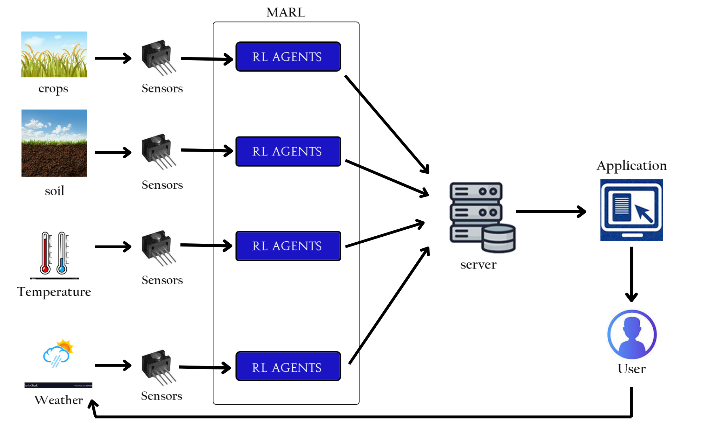 MARL
crops
Sensors
RL AGENTS
soil
Sensors
RL AGENTS
Temperature
Sensors
RL AGENTS
Weather
Sensors
RL AGENTS
server
Application
User